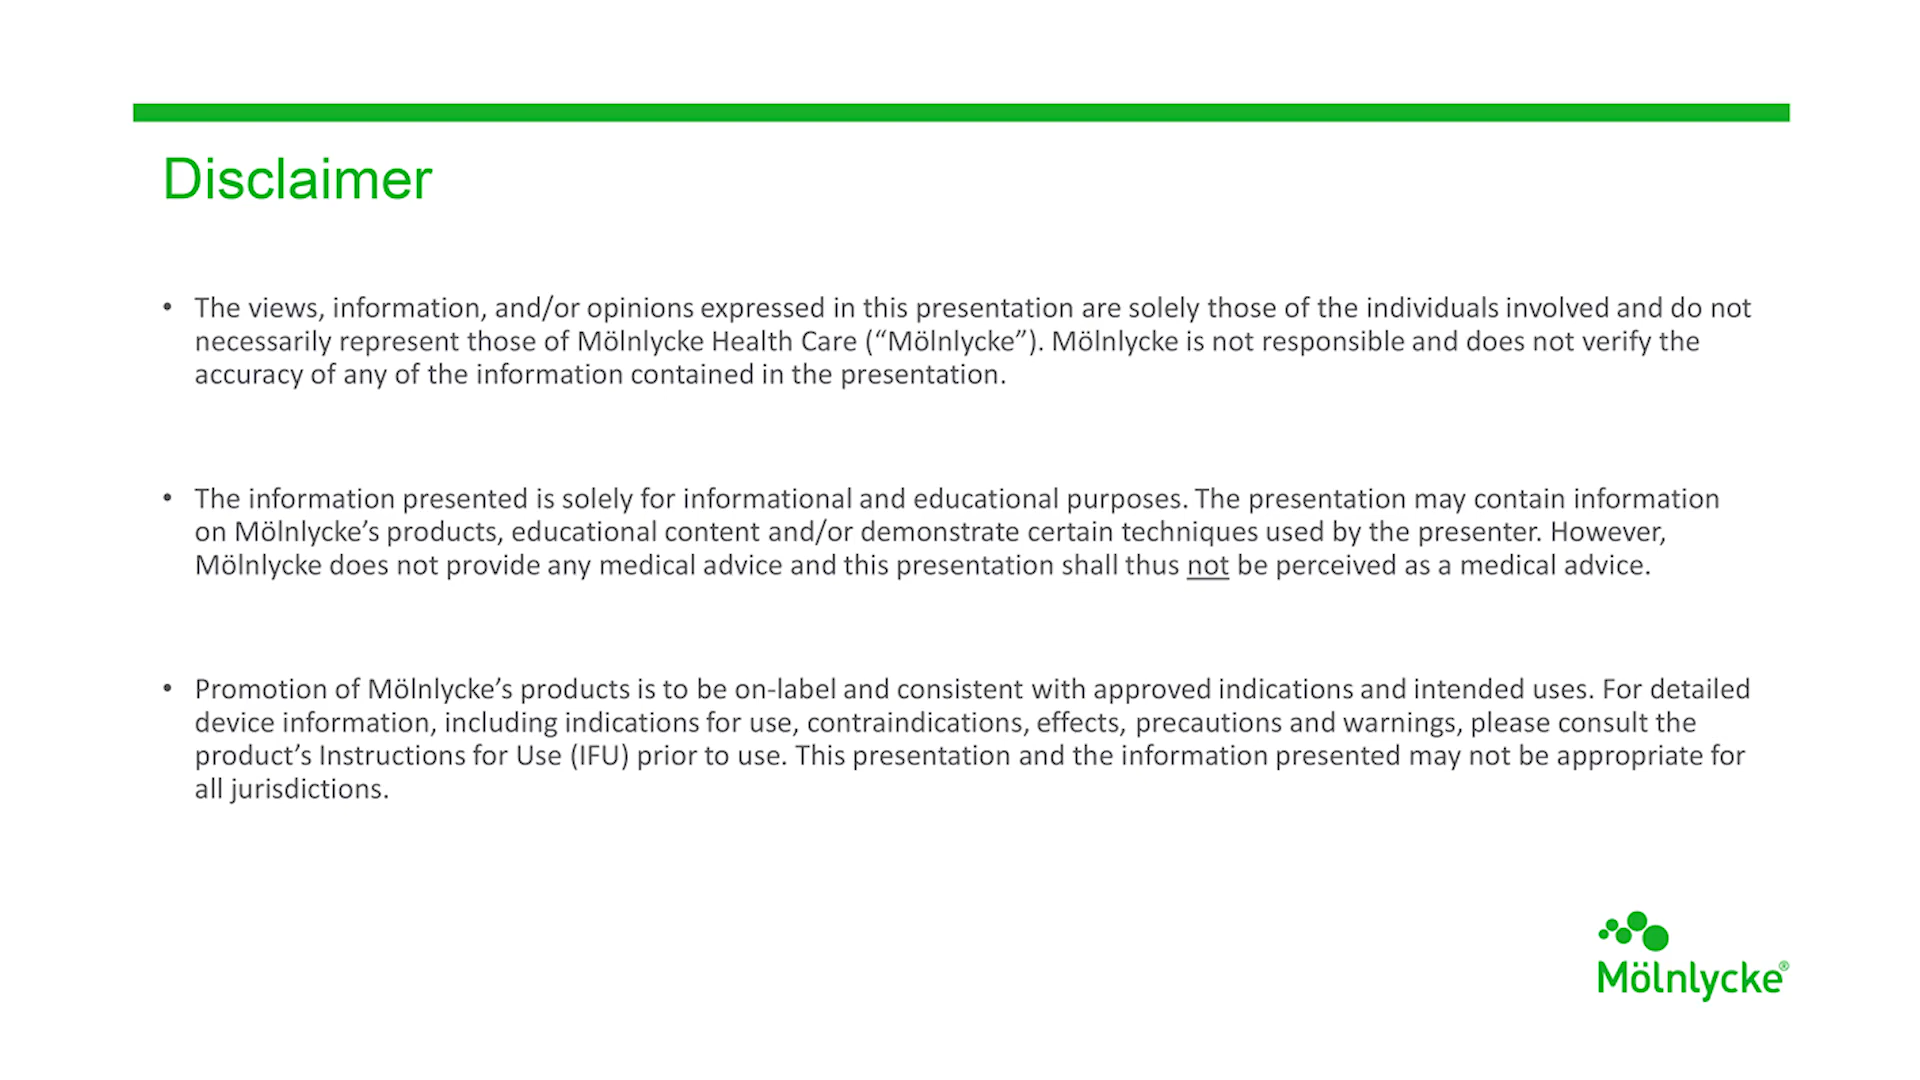 Disclaimer
• The views, information, and/or opinions expressed in this presentation are solely those of the individuals involved and do not
necessarily represent those of Mölnlycke Health Care (“Mölnlycke”). Mölnlycke is not responsible and does not verify the
accuracy of any of the information contained in the presentation.
• The information presented is solely for informational and educational purposes. The presentation may contain information
on Mölnlycke’s products, educational content and/or demonstrate certain techniques used by the presenter. However,
Mölnlycke does not provide any medical advice and this presentation shall thus not be perceived as a medical advice.
• Promotion of Mölnlycke’s products is to be on-label and consistent with approved indications and intended uses. For detailed
device information, including indications for use, contraindications, effects, precautions and warnings, please consult the
product’s Instructions for Use (IFU) prior to use. This presentation and the information presented may not be appropriate for
all jurisdictions.
Mölnlycke®